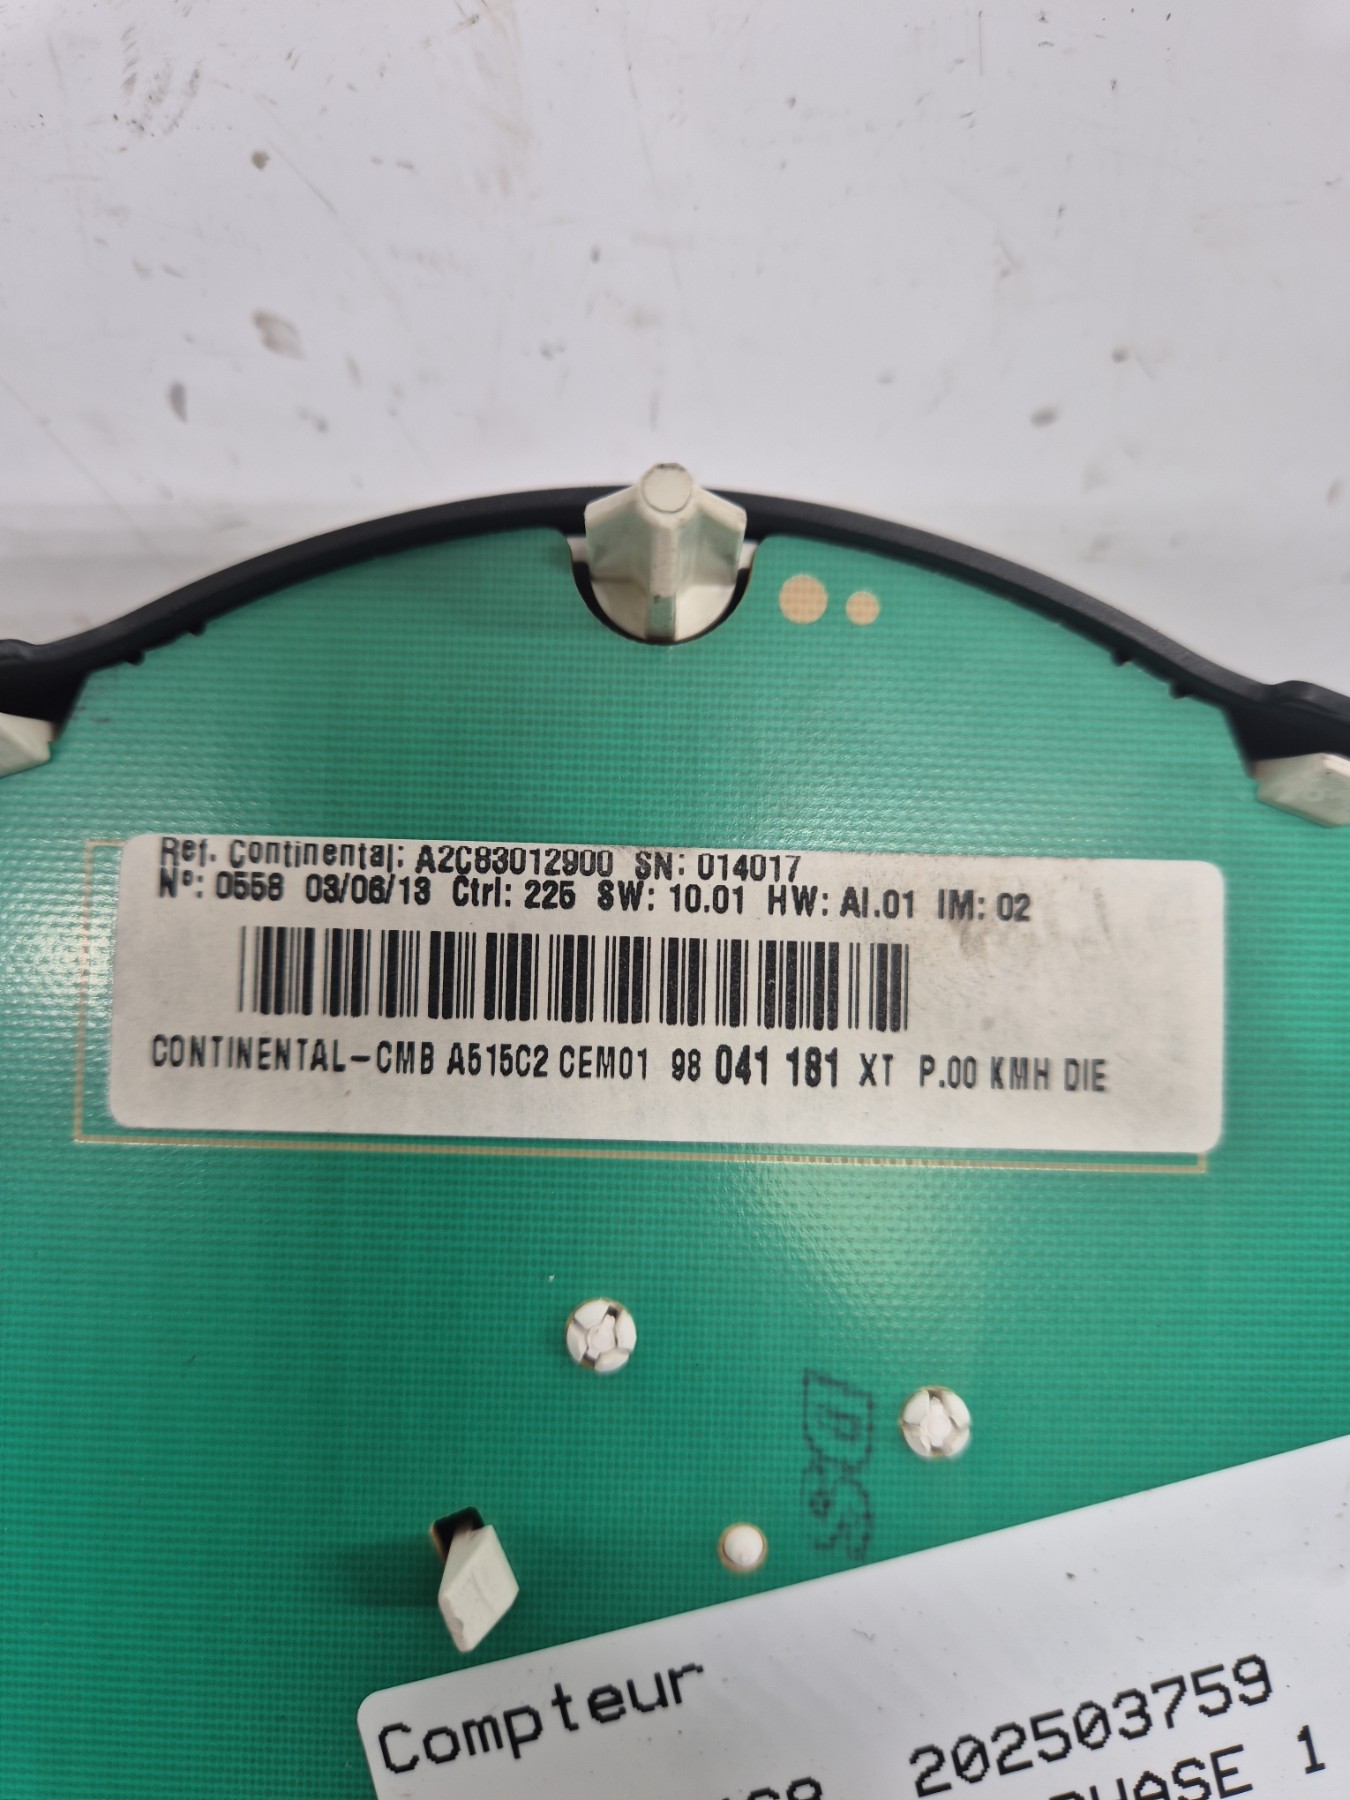 Ref. Continental: A2C83012900 SN: 014017
Nº: 0558 03/06/13 Ctrl: 225 SW: 10.01 HW: AI.01 IM: 02
CONTINENTAL-CMB A515C2 CEM01 98 041 181 XT P.00 KMH DIE
Compteur
202503759
PHASE 1